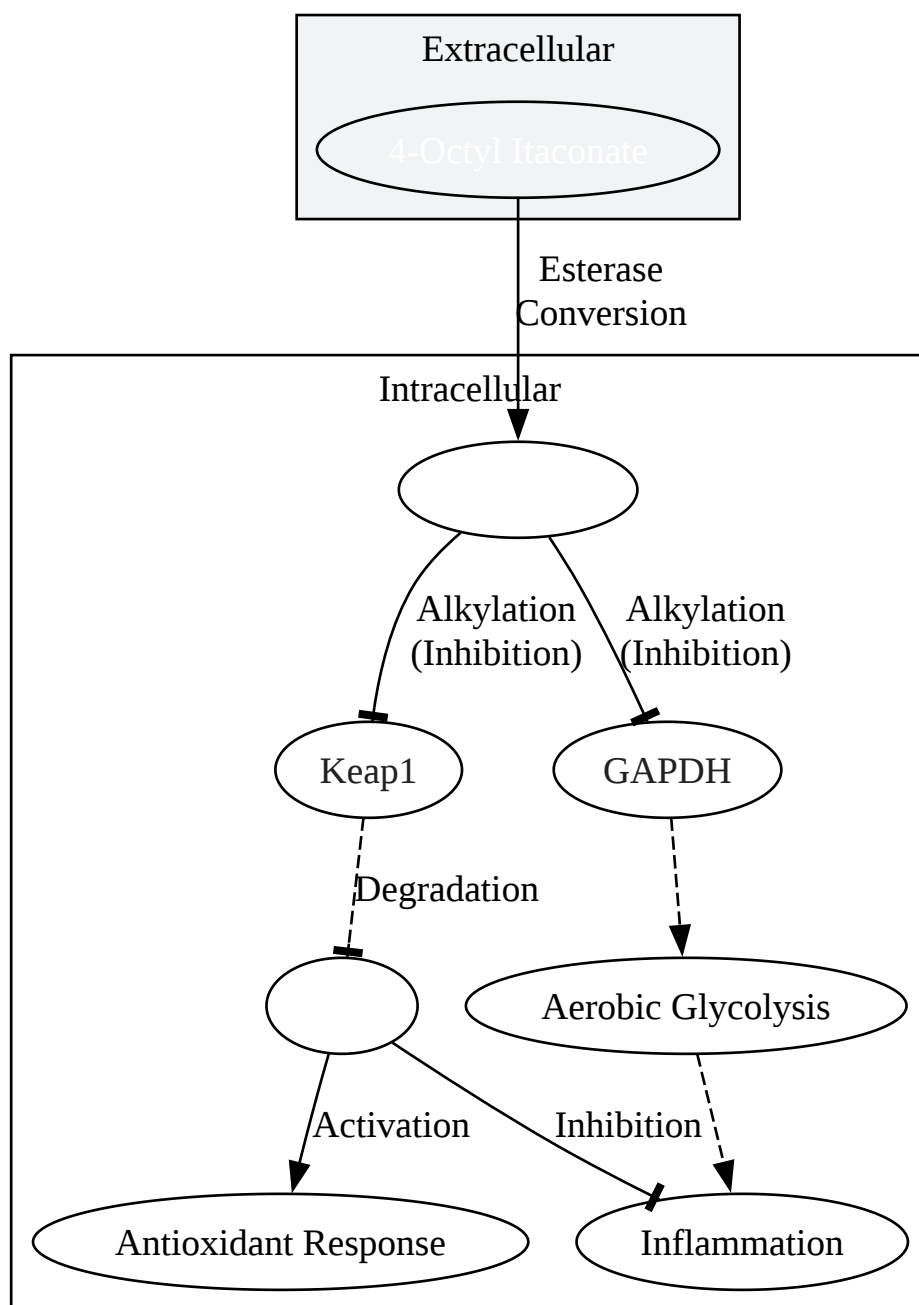 Extracellular
4-Octyl Itaconate
Esterase
Conversion
Intracellular
Alkylation
(Inhibition)
Alkylation
(Inhibition)
Keap1
GAPDH
Degradation
Aerobic Glycolysis
Activation
Inhibition
Antioxidant Response
Inflammation